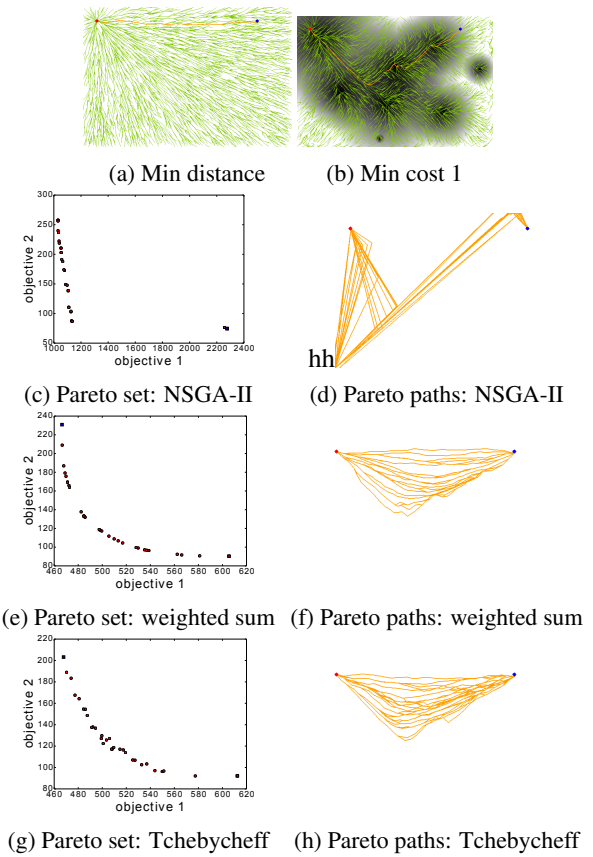 (a) Min distance
(b) Min cost 1
300
250
200
150
100
50
1000 1200 1400 1600 1800 2000 2200 2400
objective 2
objective 1
hh
(c) Pareto set: NSGA-II
(d) Pareto paths: NSGA-II
240
220
200
180
160
140
120
100
80
460 480 500 520 540 560 580 600 620
objective 2
objective 1
(e) Pareto set: weighted sum
(f) Pareto paths: weighted sum
220
200
180
160
140
120
100
80
460 480 500 520 540 560 580 600 620
objective 2
objective 1
(g) Pareto set: Tchebycheff
(h) Pareto paths: Tchebycheff